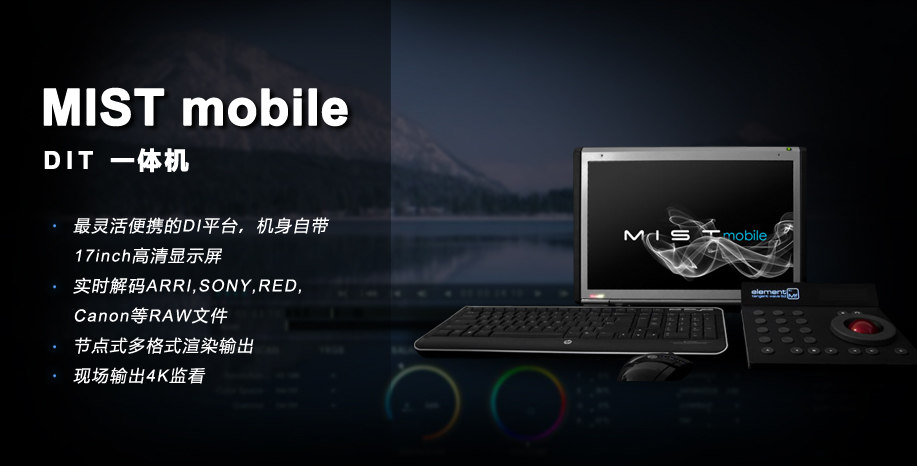 MIST mobile
DIT 一体机
最灵活便携的DI平台，机身自带
17inch高清显示屏
实时解码ARRI,SONY,RED,
Canon等RAW文件
节点式多格式渲染输出
现场输出4K监看
MISTmobile
element
tangent wave